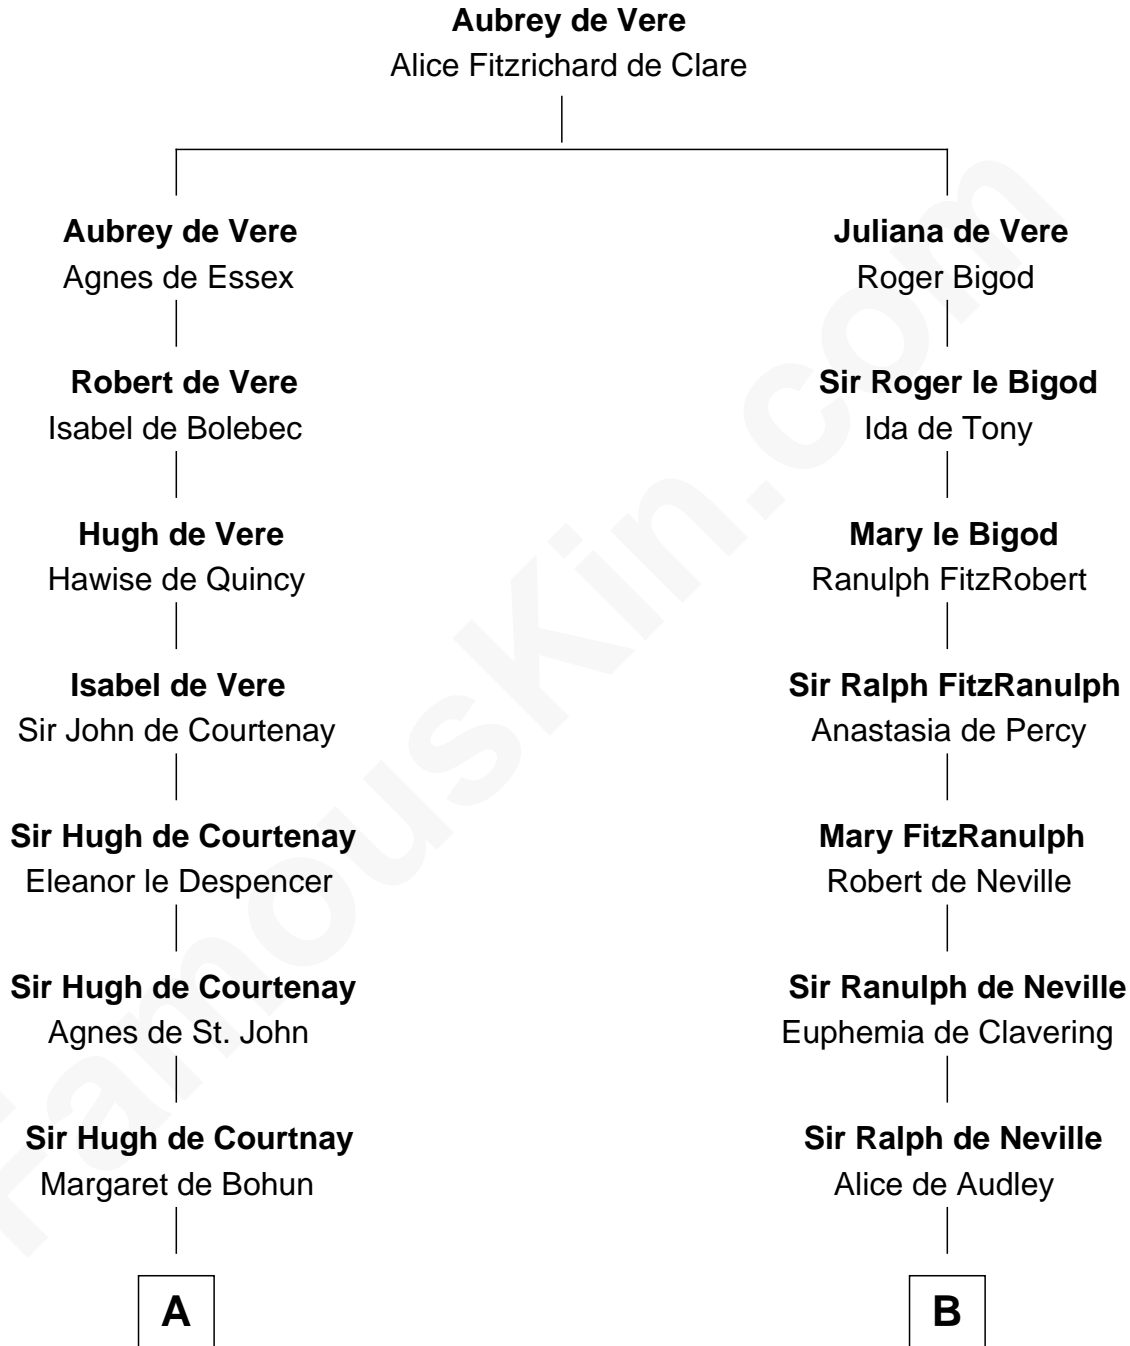 Aubrey de Vere
Alice Fitzrichard de Clare
Aubrey de Vere
Agnes de Essex
Robert de Vere
Isabel de Bolebec
Hugh de Vere
Hawise de Quincy
Isabel de Vere
Sir John de Courtenay
Sir Hugh de Courtenay
Eleanor le Despencer
Sir Hugh de Courtenay
Agnes de St. John
Sir Hugh de Courtnay
Margaret de Bohun
A
Juliana de Vere
Roger Bigod
Sir Roger le Bigod
Ida de Tony
Mary le Bigod
Ranulph FitzRobert
Sir Ralph FitzRanulph
Anastasia de Percy
Mary FitzRanulph
Robert de Neville
Sir Ranulph de Neville
Euphemia de Clavering
Sir Ralph de Neville
Alice de Audley
B
FamousKin.com